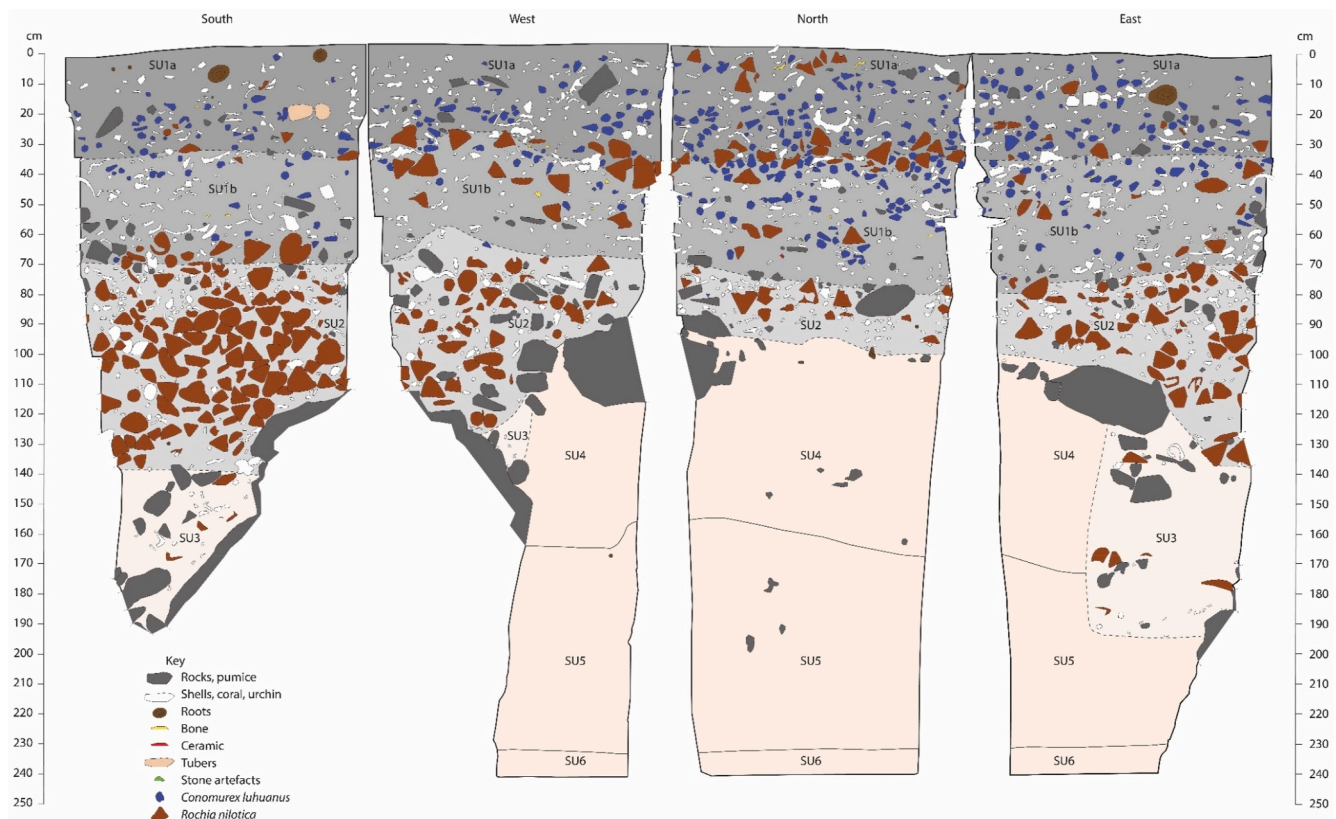 South West North East
cm cm
0 0
10 10
20 20
30 30
40 40
50 50
60 60
70 70
80 80
90 90
100 100
110 110
120 120
130 130
140 140
150 150
160 160
170 170
180 180
190 190
200 200
210 210
220 220
230 230
240 240
250 250
SU1a SU1a SU1a SU1a
SU1b SU1b SU1b SU1b
SU2 SU2 SU2 SU2
SU3 SU3 SU3
SU4 SU4 SU4
SU5 SU5 SU5
SU6 SU6 SU6
Key
Rocks, pumice
Shells, coral, urchin
Roots
Bone
Ceramic
Tubers
Stone artefacts
Conomurex luhuanus
Rochia nilotica